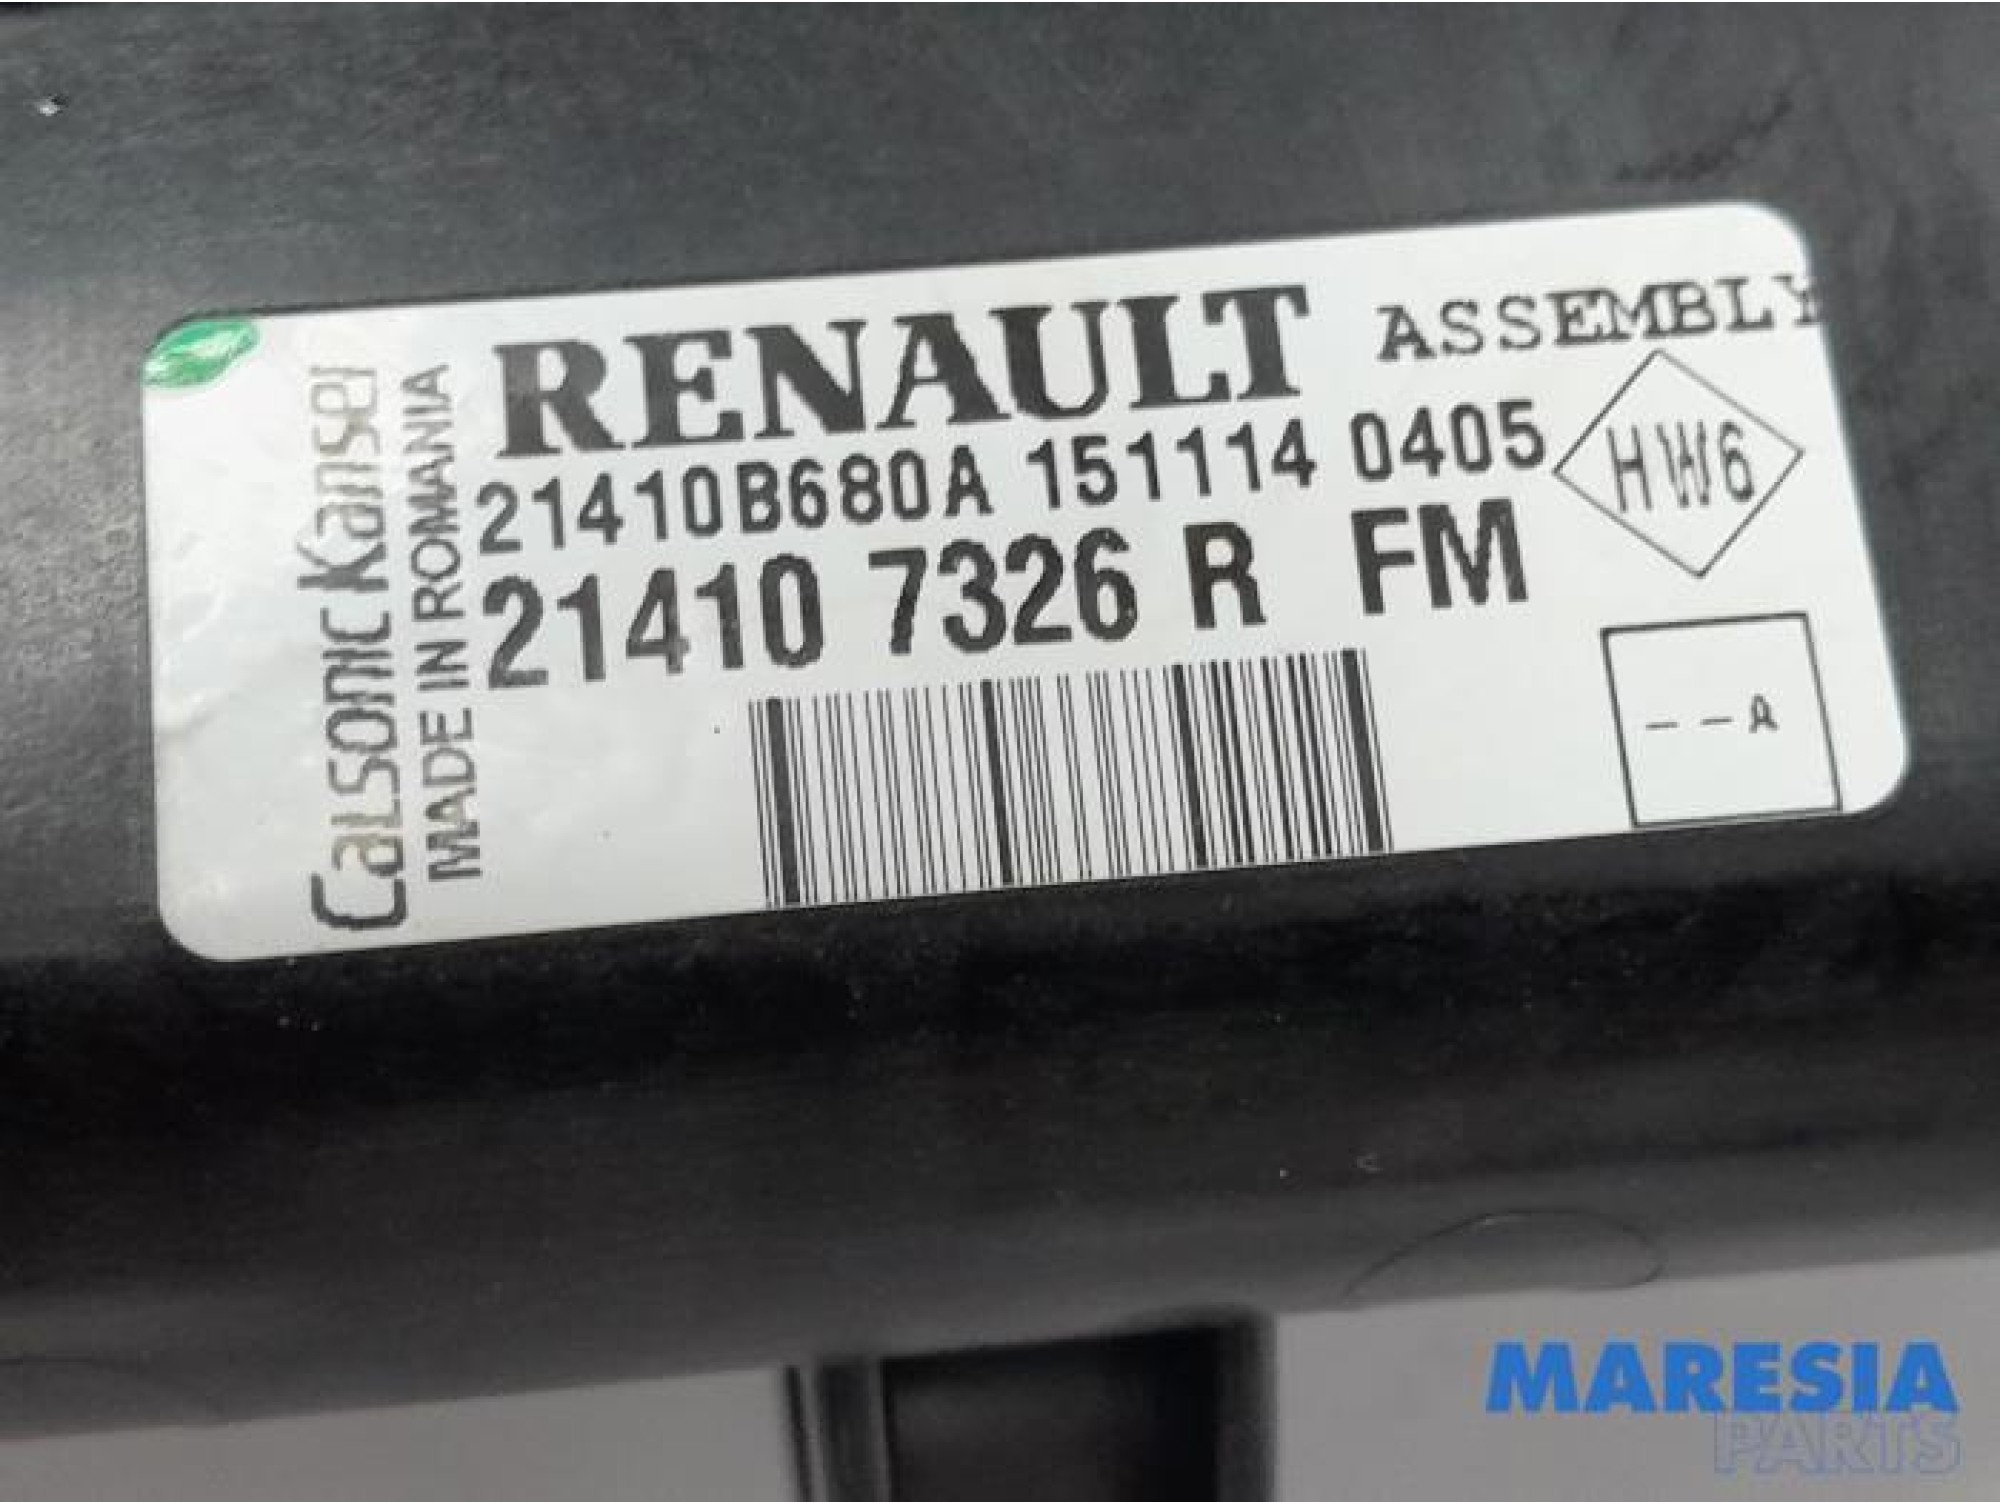 RENAULT ASSEMBLY
21410B680A 151114 0405
HW6
21410 7326 R FM
--A
Calsonic Kansei
MADE IN ROMANIA
MARESIA
PARTS